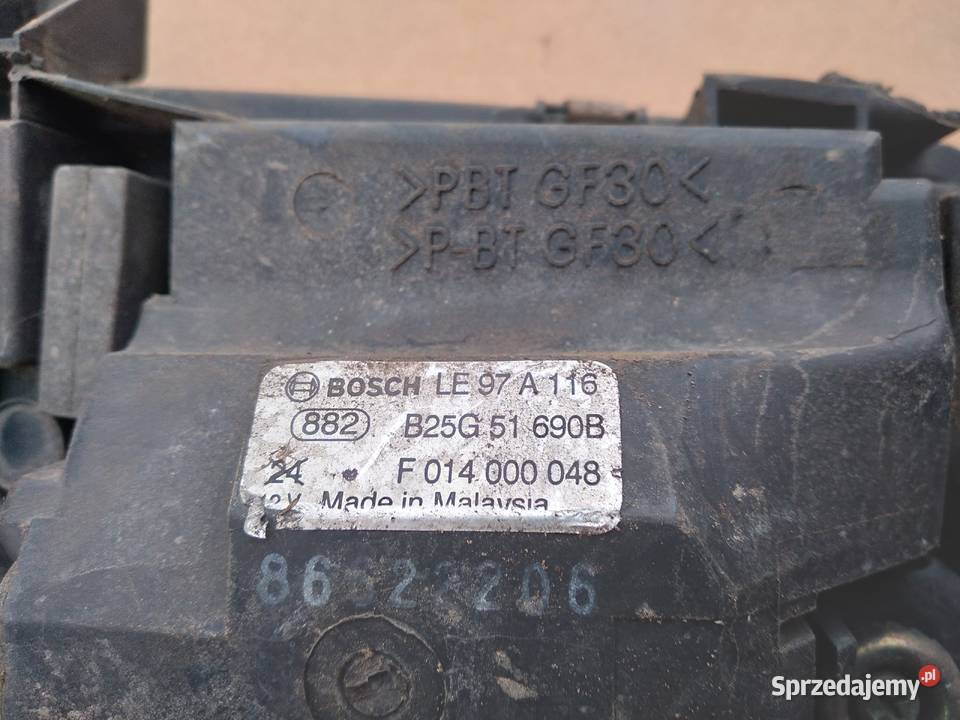 >PBT GF30<
>P-BT GF30<
BOSCH LE 97 A 116
882 B25G 51 690B
24 F 014 000 048
12V Made in Malaysia
Sprzedajemy.pl